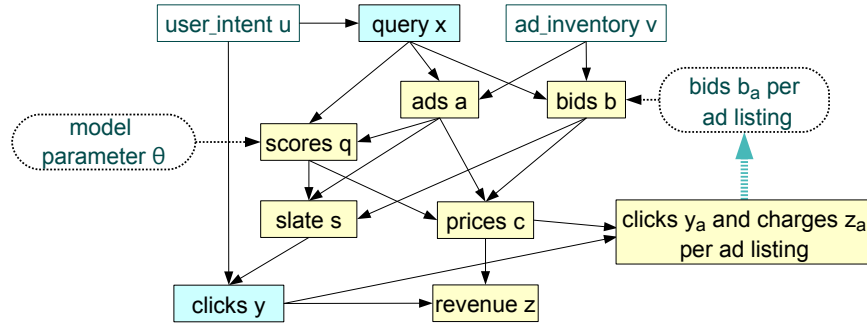 user_intent u
query x
ad_inventory v
ads a
bids b
bids bₐ per
ad listing
model
parameter θ
scores q
slate s
prices c
clicks yₐ and charges zₐ
per ad listing
clicks y
revenue z